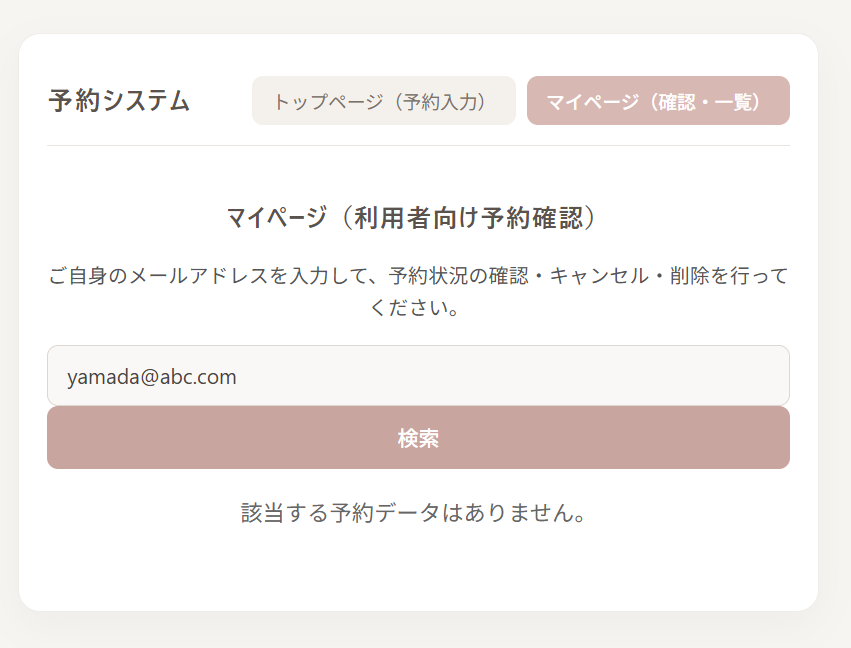 予約システム
トップページ（予約入力）
マイページ（確認・一覧）
マイページ（利用者向け予約確認）
ご自身のメールアドレスを入力して、予約状況の確認・キャンセル・削除を行って
ください。
yamada@abc.com
検索
該当する予約データはありません。